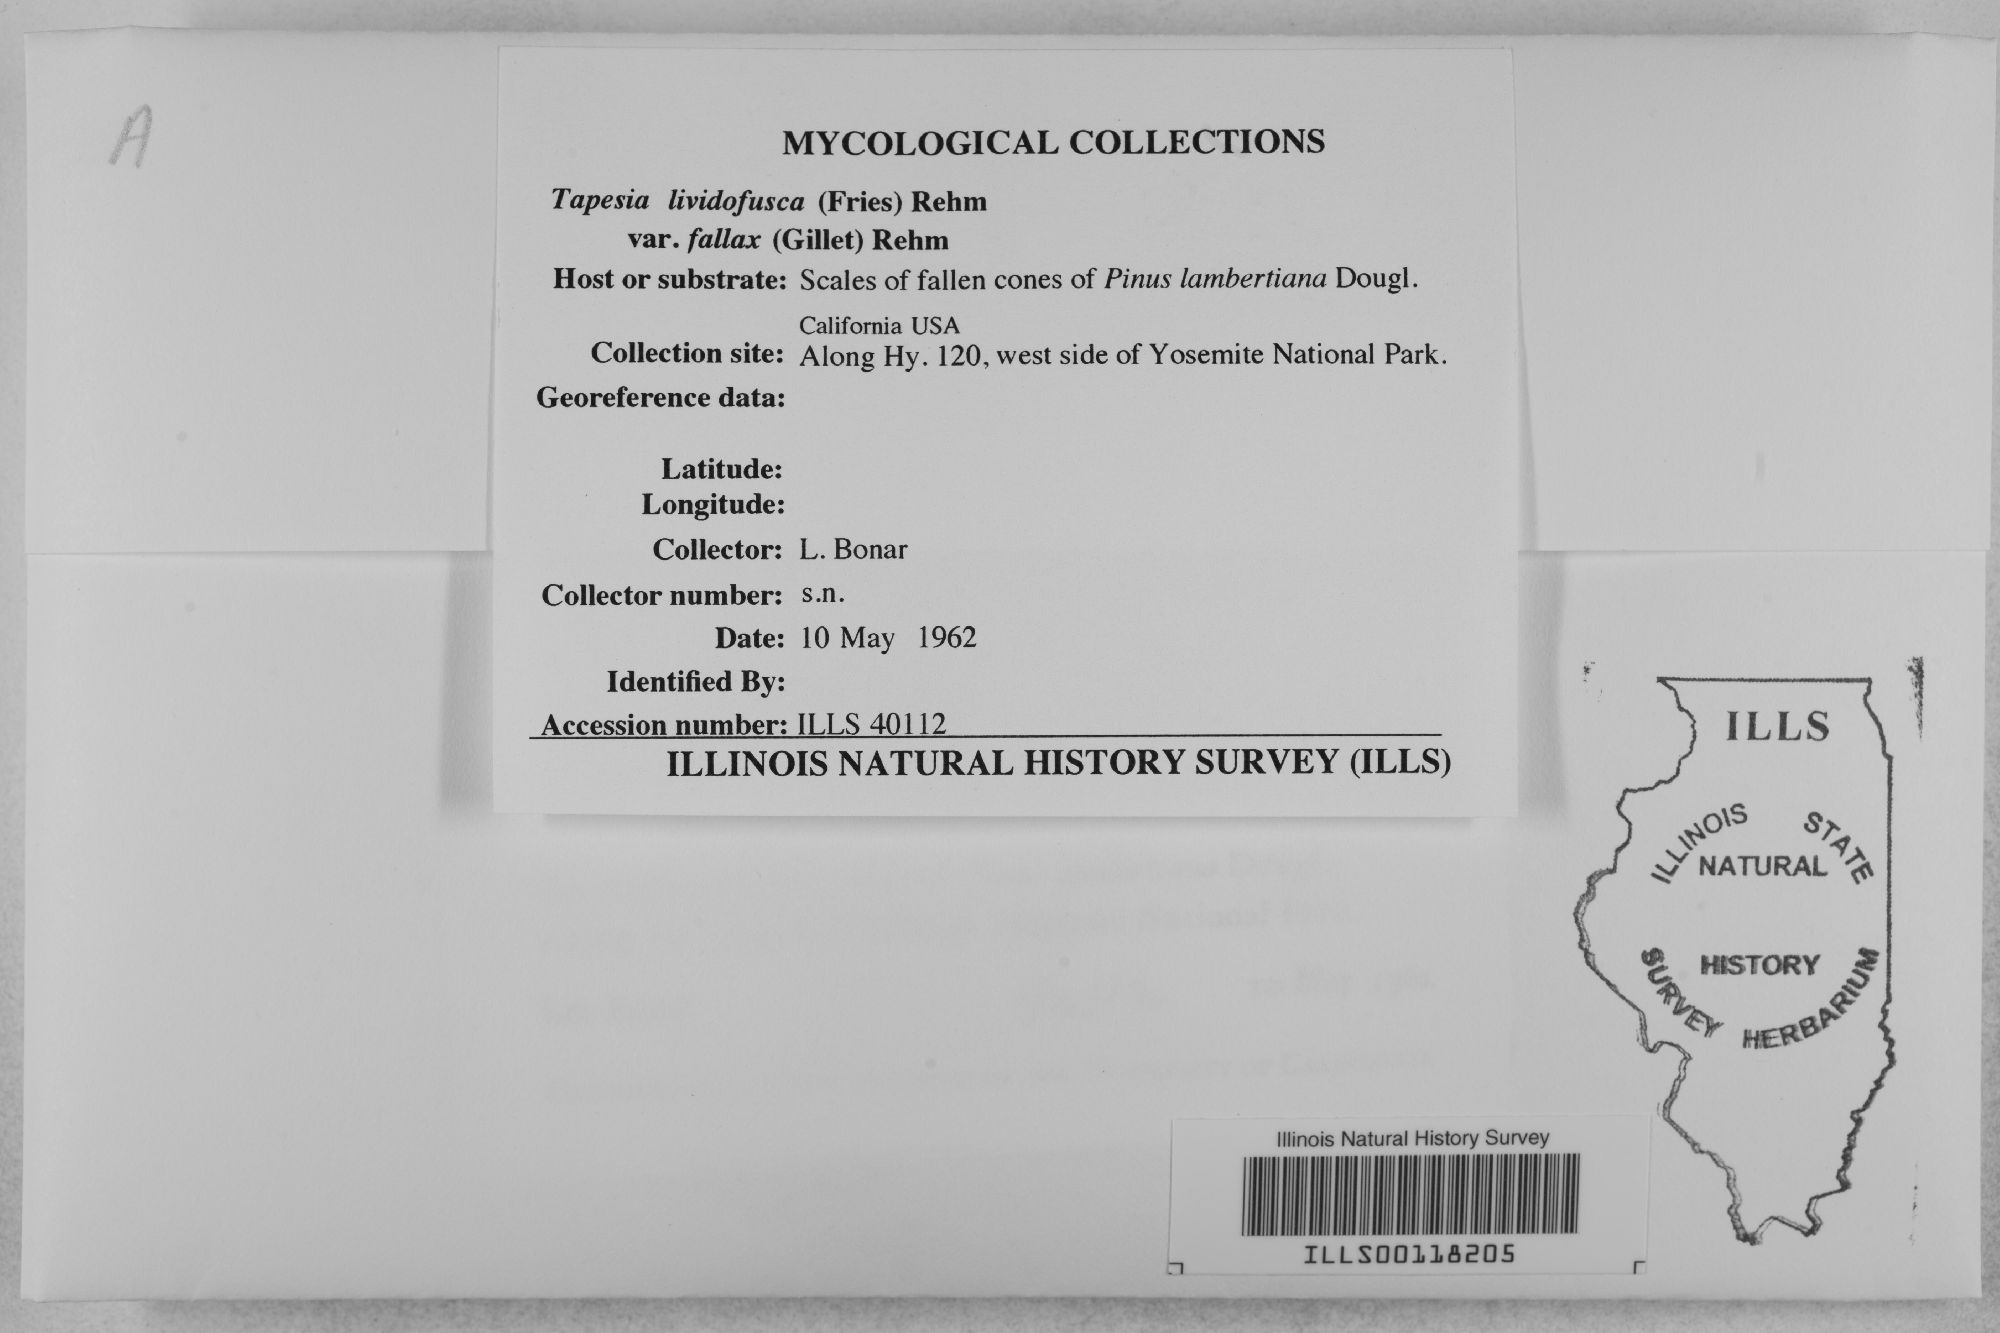 A
MYCOLOGICAL COLLECTIONS
Tapesia lividofusca (Fries) Rehm
var. fallax (Gillet) Rehm
Host or substrate: Scales of fallen cones of Pinus lambertiana Dougl.
California USA
Collection site: Along Hy. 120, west side of Yosemite National Park.
Georeference data:
Latitude:
Longitude:
Collector: L. Bonar
Collector number: s.n.
Date: 10 May 1962
Identified By:
Accession number: ILLS 40112
ILLINOIS NATURAL HISTORY SURVEY (ILLS)
ILLS
ILLINOIS STATE
NATURAL
HISTORY
SURVEY HERBARIUM
Illinois Natural History Survey
ILLS00118205